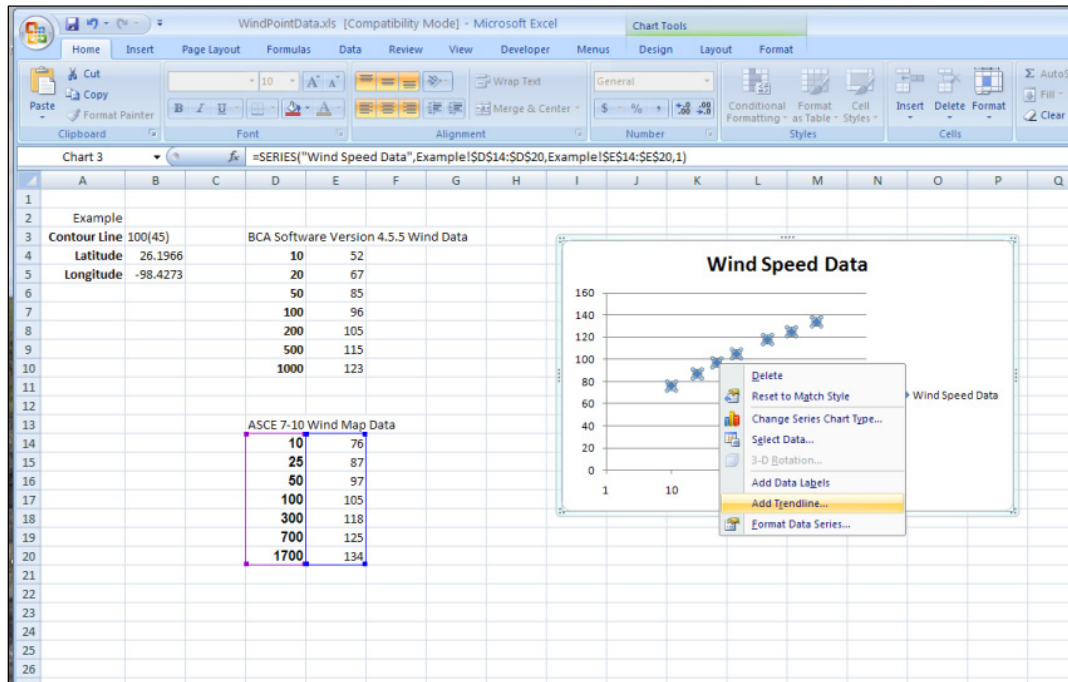 WindPointData.xls [Compatibility Mode] - Microsoft Excel
Chart Tools
Home Insert Page Layout Formulas Data Review View Developer Menus Design Layout Format
Paste
Cut
Copy
Format Painter
Clipboard
10
A A
B I U
A
Font
Wrap Text
Merge & Center
Alignment
General
$ % ,
Number
Conditional Formatting
Format as Table
Cell Styles
Styles
Insert Delete Format
Cells
Σ AutoS
Fill
Clear
Chart 3
fx =SERIES("Wind Speed Data",Example!$D$14:$D$20,Example!$E$14:$E$20,1)
A B C D E F G H I J K L M N O P Q
1
2 Example
3 Contour Line 100(45) BCA Software Version 4.5.5 Wind Data
4 Latitude 26.1966 10 52
5 Longitude -98.4273 20 67
6 50 85
7 100 96
8 200 105
9 500 115
10 1000 123
11
12
13 ASCE 7-10 Wind Map Data
14 10 76
15 25 87
16 50 97
17 100 105
18 300 118
19 700 125
20 1700 134
21
22
23
24
25
26
Wind Speed Data
160
140
120
100
80
60
40
20
0
1 10
Wind Speed Data
Delete
Reset to Match Style
Change Series Chart Type...
Select Data...
3-D Rotation...
Add Data Labels
Add Trendline...
Format Data Series...